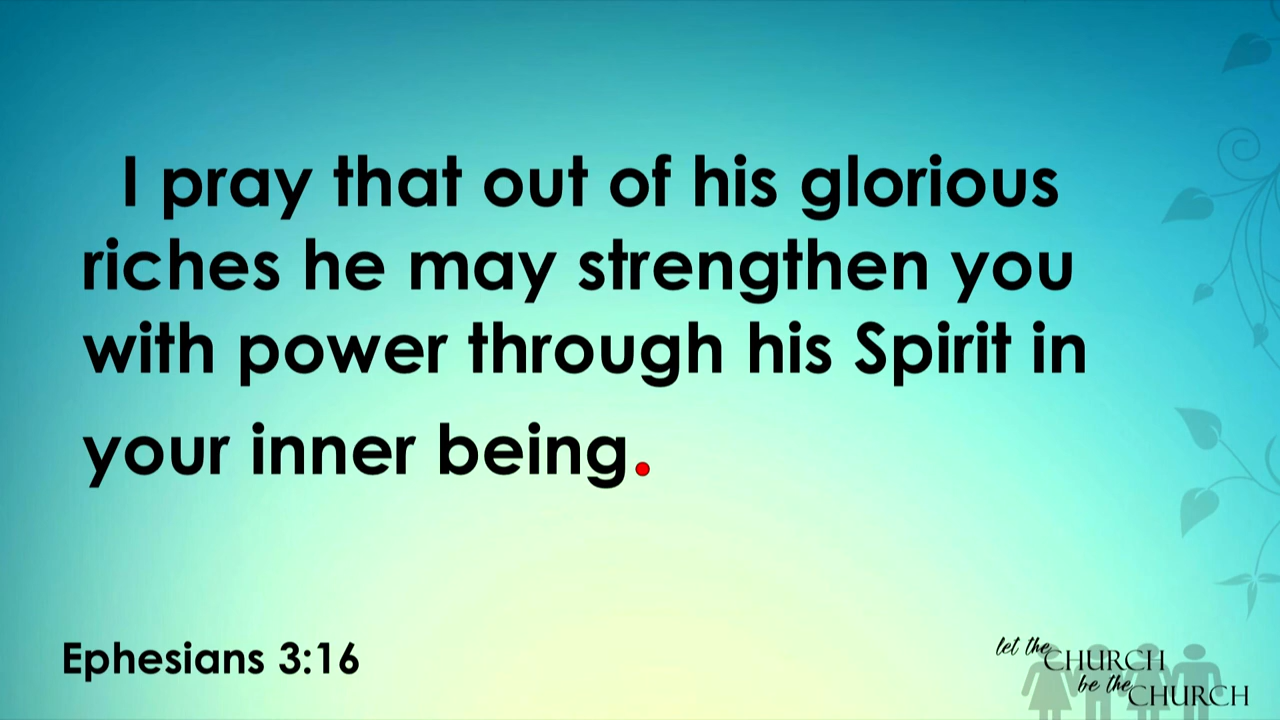 I pray that out of his glorious
riches he may strengthen you
with power through his Spirit in
your inner being.
Ephesians 3:16
let the
CHURCH
be the
CHURCH